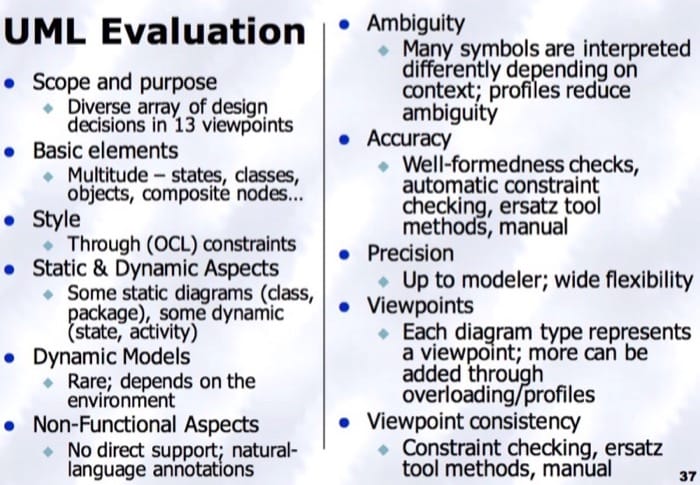 UML Evaluation
• Scope and purpose
◆ Diverse array of design
decisions in 13 viewpoints
• Basic elements
◆ Multitude – states, classes,
objects, composite nodes...
• Style
◆ Through (OCL) constraints
• Static & Dynamic Aspects
◆ Some static diagrams (class,
package), some dynamic
(state, activity)
• Dynamic Models
◆ Rare; depends on the
environment
• Non-Functional Aspects
◆ No direct support; natural-
language annotations
• Ambiguity
◆ Many symbols are interpreted
differently depending on
context; profiles reduce
ambiguity
• Accuracy
◆ Well-formedness checks,
automatic constraint
checking, ersatz tool
methods, manual
• Precision
◆ Up to modeler; wide flexibility
• Viewpoints
◆ Each diagram type represents
a viewpoint; more can be
added through
overloading/profiles
• Viewpoint consistency
◆ Constraint checking, ersatz
tool methods, manual
37